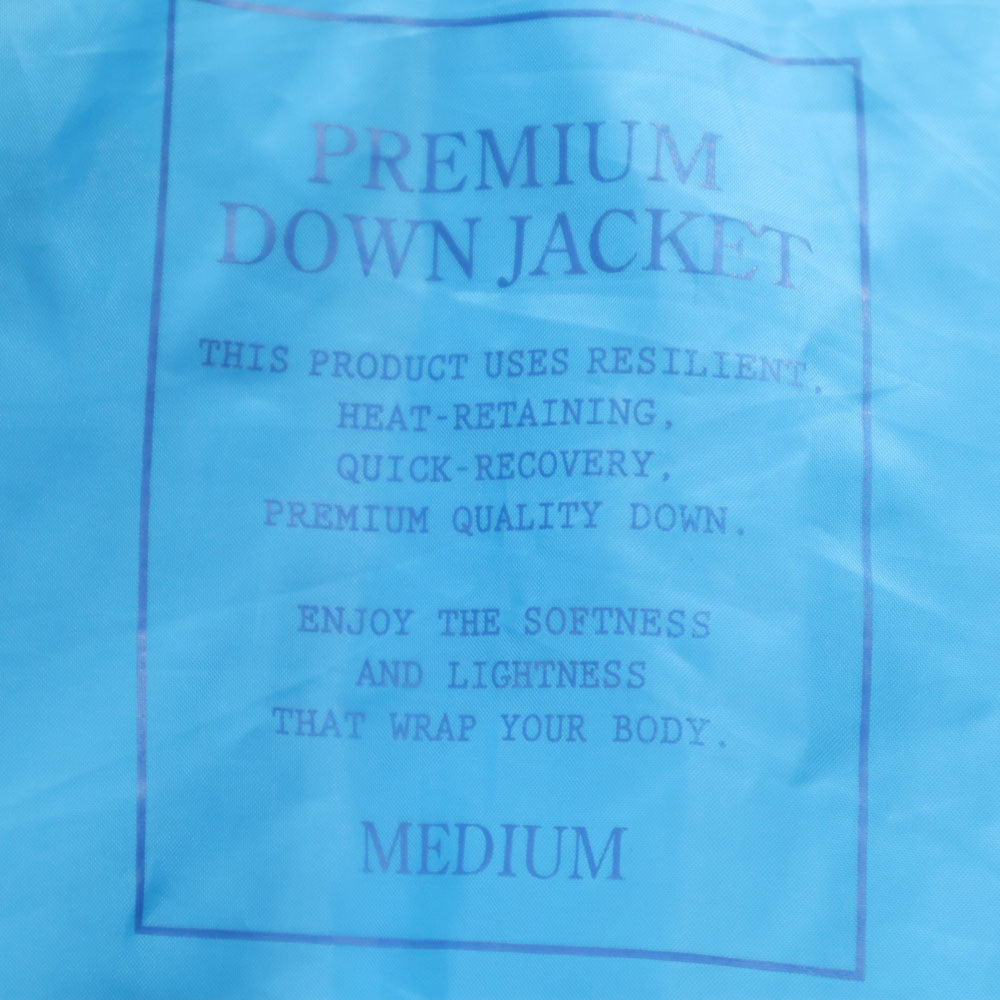 PREMIUM
DOWN JACKET
THIS PRODUCT USES RESILIENT,
HEAT-RETAINING,
QUICK-RECOVERY,
PREMIUM QUALITY DOWN.
ENJOY THE SOFTNESS
AND LIGHTNESS
THAT WRAP YOUR BODY.
MEDIUM